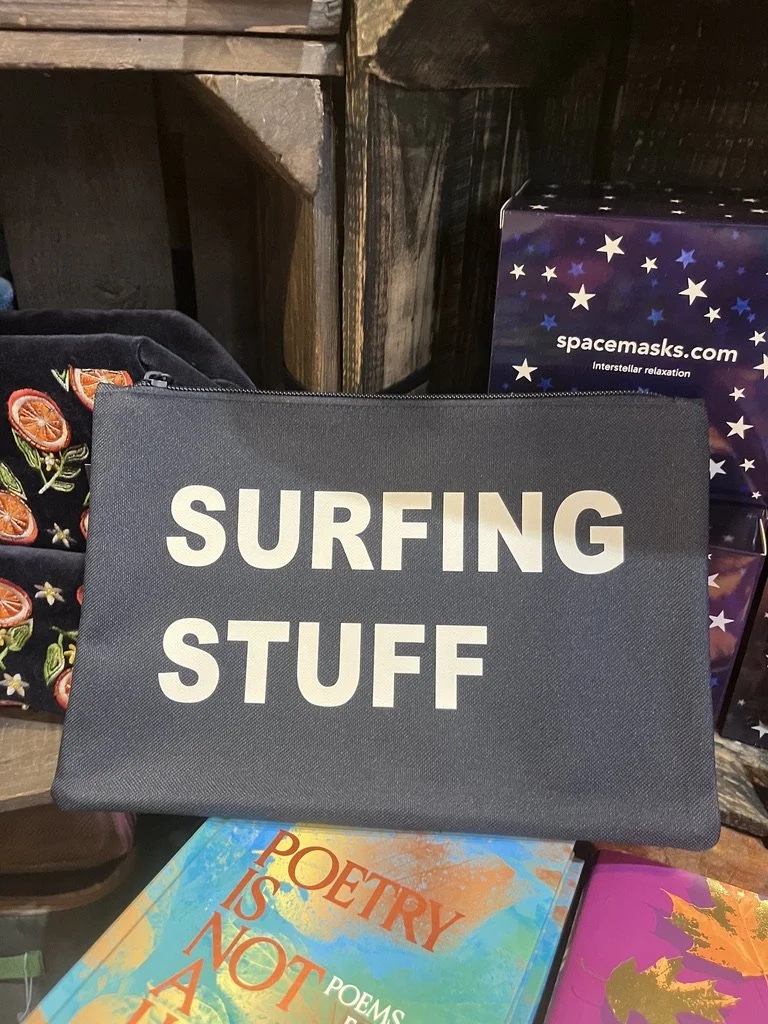 spacemasks.com
Interstellar relaxation
SURFING
STUFF
POETRY
IS
NOT
A
POEMS